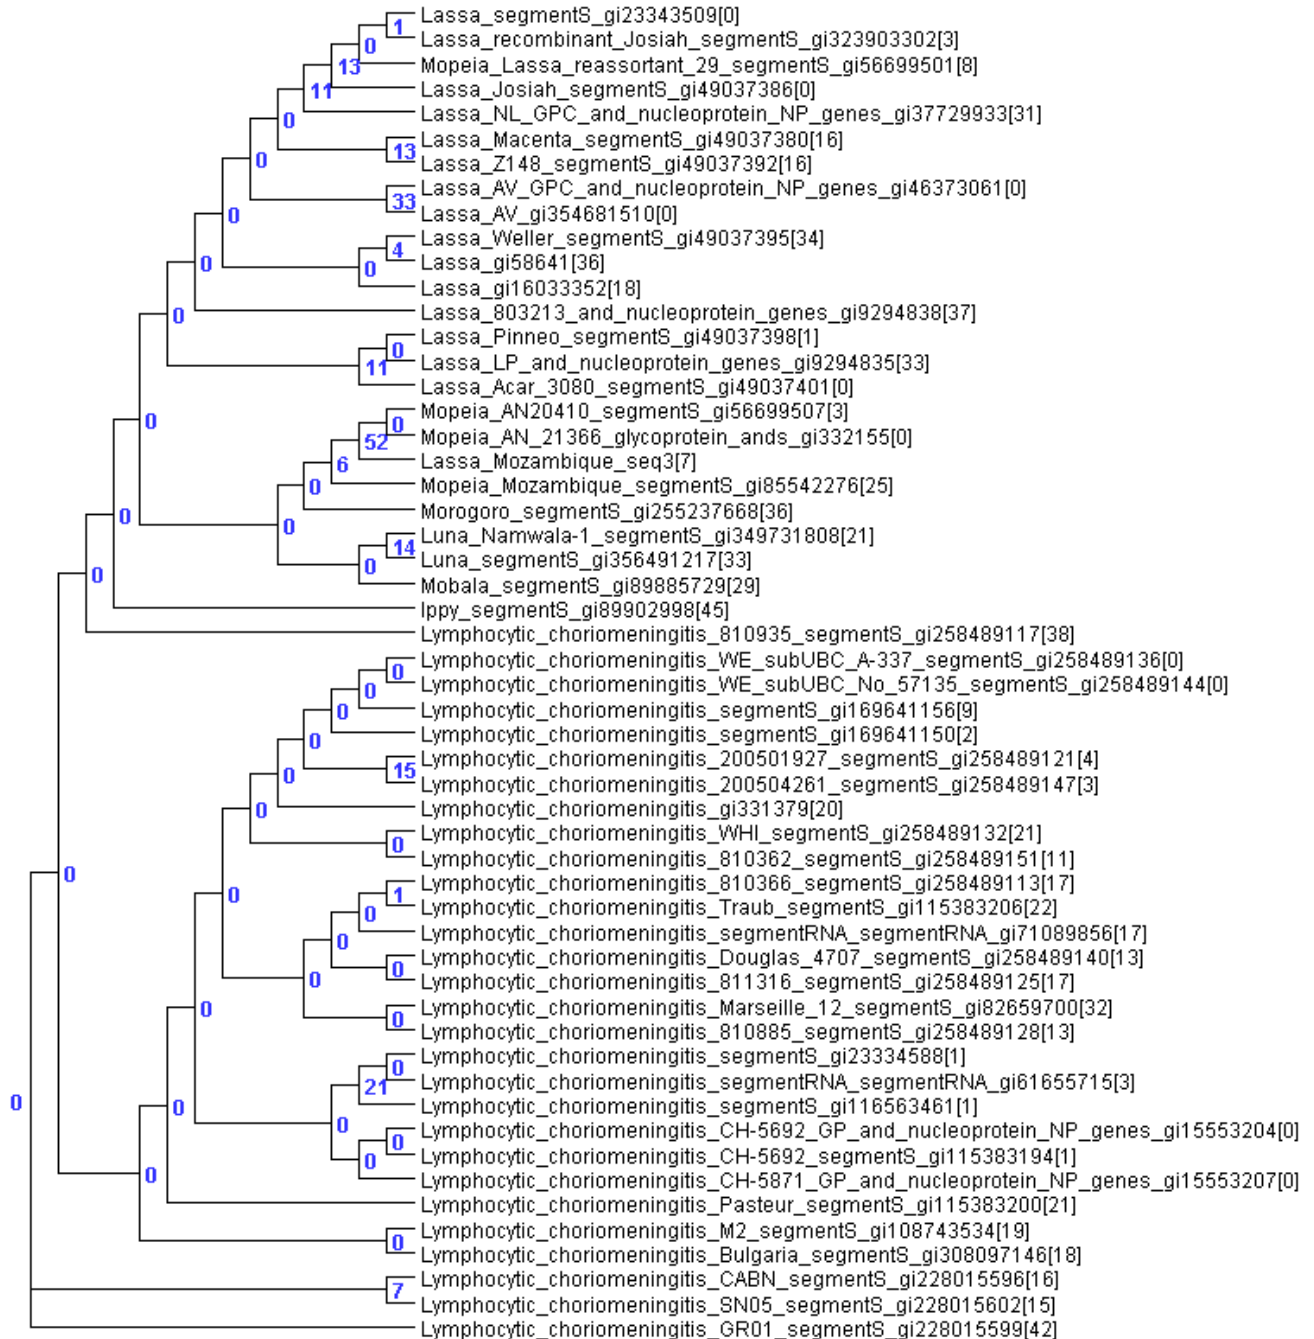 Lassa_segmentS_gi23343509[0]
1
Lassa_recombinant_Josiah_segmentS_gi323903302[3]
0
Mopeia_Lassa_reassortant_29_segmentS_gi56699501[8]
13
Lassa_Josiah_segmentS_gi49037386[0]
11
Lassa_NL_GPC_and_nucleoprotein_NP_genes_gi37729933[31]
0
Lassa_Macenta_segmentS_gi49037380[16]
13
Lassa_Z148_segmentS_gi49037392[16]
0
Lassa_AV_GPC_and_nucleoprotein_NP_genes_gi46373061[0]
33
Lassa_AV_gi354681510[0]
0
Lassa_Weller_segmentS_gi49037395[34]
4
Lassa_gi58641[36]
0
0
Lassa_gi16033352[18]
Lassa_803213_and_nucleoprotein_genes_gi9294838[37]
0
Lassa_Pinneo_segmentS_gi49037398[1]
0
Lassa_LP_and_nucleoprotein_genes_gi9294835[33]
11
Lassa_Acar_3080_segmentS_gi49037401[0]
Mopeia_AN20410_segmentS_gi56699507[3]
0
0
Mopeia_AN_21366_glycoprotein_ands_gi332155[0]
52
Lassa_Mozambique_seq3[7]
6
Mopeia_Mozambique_segmentS_gi85542276[25]
0
Morogoro_segmentS_gi255237668[36]
0
0
Luna_Namwala-1_segmentS_gi349731808[21]
14
Luna_segmentS_gi356491217[33]
0
0
Mobala_segmentS_gi89885729[29]
Ippy_segmentS_gi89902998[45]
Lymphocytic_choriomeningitis_810935_segmentS_gi258489117[38]
Lymphocytic_choriomeningitis_WE_subUBC_A-337_segmentS_gi258489136[0]
0
Lymphocytic_choriomeningitis_WE_subUBC_No_57135_segmentS_gi258489144[0]
0
Lymphocytic_choriomeningitis_segmentS_gi169641156[9]
0
Lymphocytic_choriomeningitis_segmentS_gi169641150[2]
0
Lymphocytic_choriomeningitis_200501927_segmentS_gi258489121[4]
15
0
Lymphocytic_choriomeningitis_200504261_segmentS_gi258489147[3]
Lymphocytic_choriomeningitis_gi331379[20]
0
Lymphocytic_choriomeningitis_WHI_segmentS_gi258489132[21]
0
Lymphocytic_choriomeningitis_810362_segmentS_gi258489151[11]
0
Lymphocytic_choriomeningitis_810366_segmentS_gi258489113[17]
1
0
Lymphocytic_choriomeningitis_Traub_segmentS_gi115383206[22]
0
Lymphocytic_choriomeningitis_segmentRNA_segmentRNA_gi71089856[17]
0
Lymphocytic_choriomeningitis_Douglas_4707_segmentS_gi258489140[13]
0
Lymphocytic_choriomeningitis_811316_segmentS_gi258489125[17]
0
Lymphocytic_choriomeningitis_Marseille_12_segmentS_gi82659700[32]
0
0
Lymphocytic_choriomeningitis_810885_segmentS_gi258489128[13]
Lymphocytic_choriomeningitis_segmentS_gi23334588[1]
0
Lymphocytic_choriomeningitis_segmentRNA_segmentRNA_gi61655715[3]
21
Lymphocytic_choriomeningitis_segmentS_gi116563461[1]
0
0
0
Lymphocytic_choriomeningitis_CH-5692_GP_and_nucleoprotein_NP_genes_gi15553204[0]
0
Lymphocytic_choriomeningitis_CH-5692_segmentS_gi115383194[1]
0
0
Lymphocytic_choriomeningitis_CH-5871_GP_and_nucleoprotein_NP_genes_gi15553207[0]
Lymphocytic_choriomeningitis_Pasteur_segmentS_gi115383200[21]
Lymphocytic_choriomeningitis_M2_segmentS_gi108743534[19]
0
Lymphocytic_choriomeningitis_Bulgaria_segmentS_gi308097146[18]
Lymphocytic_choriomeningitis_CABN_segmentS_gi228015596[16]
7
Lymphocytic_choriomeningitis_SN05_segmentS_gi228015602[15]
Lymphocytic_choriomeningitis_GR01_segmentS_gi228015599[42]